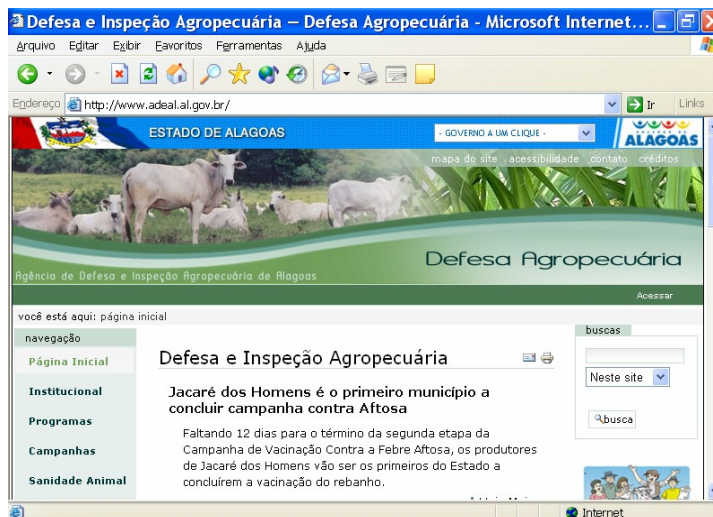 Defesa e Inspeção Agropecuária — Defesa Agropecuária - Microsoft Internet...
Arquivo Editar Exibir Favoritos Ferramentas Ajuda
Endereço http://www.adeal.al.gov.br/ Ir Links
ESTADO DE ALAGOAS - GOVERNO A UM CLIQUE - ALAGOAS
mapa do site acessibilidade contato créditos
Defesa Agropecuária
Agência de Defesa e Inspeção Agropecuária de Alagoas
Acessar
você está aqui: página inicial
navegação
Página Inicial
Institucional
Programas
Campanhas
Sanidade Animal
Defesa e Inspeção Agropecuária
Jacaré dos Homens é o primeiro município a
concluir campanha contra Aftosa
Faltando 12 dias para o término da segunda etapa da
Campanha de Vacinação Contra a Febre Aftosa, os produtores
de Jacaré dos Homens vão ser os primeiros do Estado a
concluírem a vacinação do rebanho.
buscas
Neste site
busca
Internet